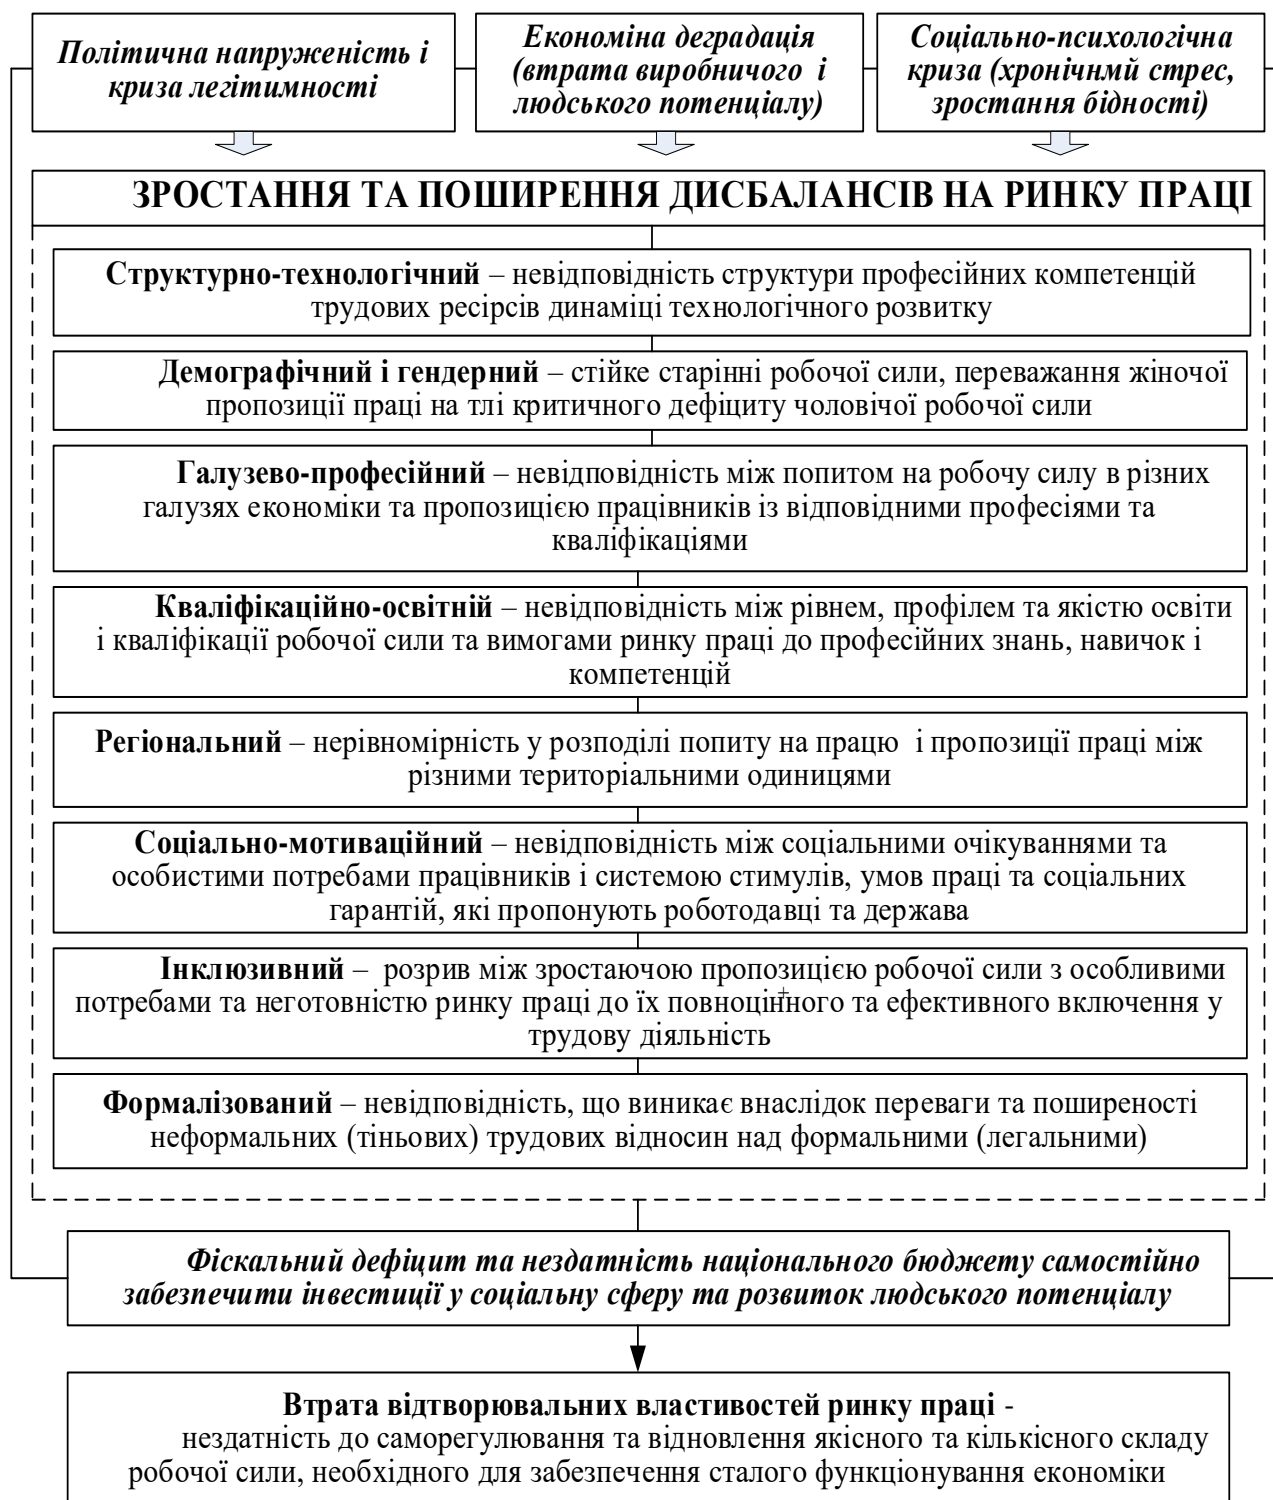 Політична напруженість і
криза легітимності
Економіна деградація
(втрата виробничого і
людського потенціалу)
Соціально-психологічна
криза (хронічнмй стрес,
зростання бідності)
ЗРОСТАННЯ ТА ПОШИРЕННЯ ДИСБАЛАНСІВ НА РИНКУ ПРАЦІ
Структурно-технологічний – невідповідність структури професійних компетенцій
трудових ресірсів динаміці технологічного розвитку
Демографічний і гендерний – стійке старінні робочої сили, переважання жіночої
пропозиції праці на тлі критичного дефіциту чоловічої робочої сили
Галузево-професійний – невідповідність між попитом на робочу силу в різних
галузях економіки та пропозицією працівників із відповідними професіями та
кваліфікаціями
Кваліфікаційно-освітній – невідповідність між рівнем, профілем та якістю освіти
і кваліфікації робочої сили та вимогами ринку праці до професійних знань, навичок і
компетенцій
Регіональний – нерівномірність у розподілі попиту на працю і пропозиції праці між
різними територіальними одиницями
Соціально-мотиваційний – невідповідність між соціальними очікуваннями та
особистими потребами працівників і системою стимулів, умов праці та соціальних
гарантій, які пропонують роботодавці та держава
Інклюзивний – розрив між зростаючою пропозицією робочої сили з особливими
потребами та неготовністю ринку праці до їх повноцінного та ефективного включення у
трудову діяльність
Формалізований – невідповідність, що виникає внаслідок переваги та поширеності
неформальних (тіньових) трудових відносин над формальними (легальними)
Фіскальний дефіцит та нездатність національного бюджету самостійно
забезпечити інвестиції у соціальну сферу та розвиток людського потенціалу
Втрата відтворювальних властивостей ринку праці -
нездатність до саморегулювання та відновлення якісного та кількісного складу
робочої сили, необхідного для забезпечення сталого функціонування економіки